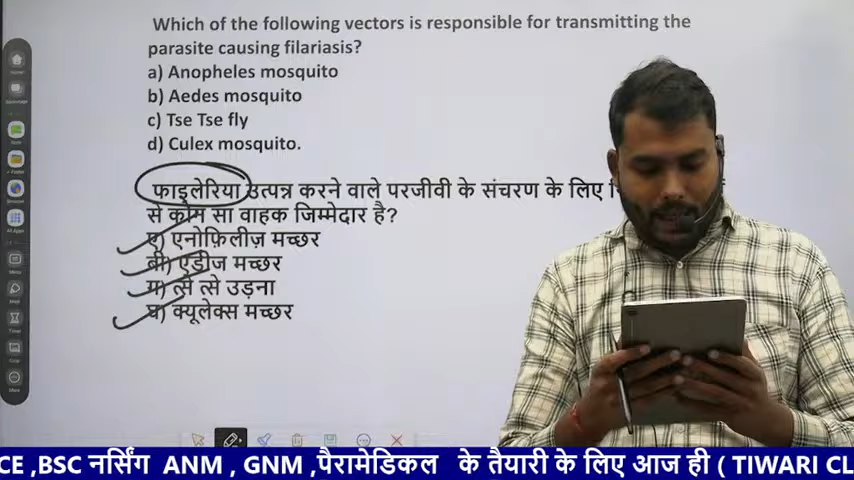 Which of the following vectors is responsible for transmitting the
parasite causing filariasis?
a) Anopheles mosquito
b) Aedes mosquito
c) Tse Tse fly
d) Culex mosquito.
फाइलेरिया उत्पन्न करने वाले परजीवी के संचरण के लिए
से कौन सा वाहक जिम्मेदार है?
ए) एनोफ़िलीज़ मच्छर
बी) एडीज मच्छर
ग) त्से त्से उड़ना
घ) क्यूलेक्स मच्छर
CE ,BSC नर्सिंग ANM , GNM ,पैरामेडिकल के तैयारी के लिए आज ही ( TIWARI CL